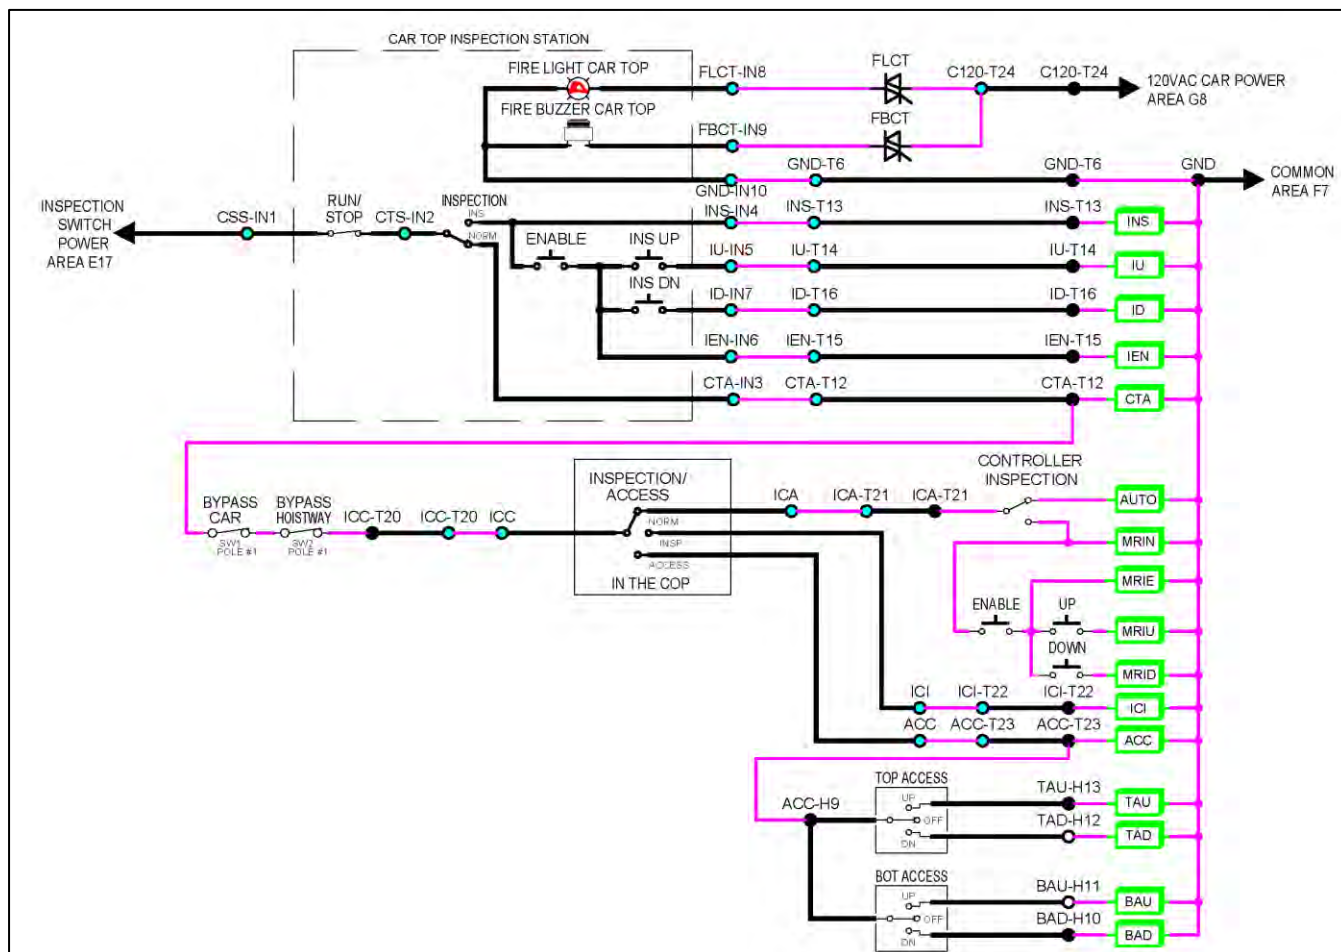 CAR TOP INSPECTION STATION
FIRE LIGHT CAR TOP
FLCT-IN8
FLCT
C120-T24
C120-T24
120VAC CAR POWER
AREA G8
FIRE BUZZER CAR TOP
FBCT-IN9
FBCT
GND-T6
GND-T6
GND
COMMON
AREA F7
GND-IN10
INSPECTION
SWITCH
POWER
AREA E17
CSS-IN1
RUN/
STOP
CTS-IN2
INSPECTION
INS
NORM
INS-IN4
INS-T13
INS-T13
INS
ENABLE
INS UP
IU-IN5
IU-T14
IU-T14
IU
INS DN
ID-IN7
ID-T16
ID-T16
ID
IEN-IN6
IEN-T15
IEN-T15
IEN
CTA-IN3
CTA-T12
CTA-T12
CTA
BYPASS
CAR
SW1
POLE #1
BYPASS
HOISTWAY
SW2
POLE #1
ICC-T20
ICC-T20
ICC
INSPECTION/
ACCESS
NORM
INSP
ACCESS
IN THE COP
ICA
ICA-T21
ICA-T21
CONTROLLER
INSPECTION
AUTO
MRIN
MRIE
ENABLE
UP
MRIU
DOWN
MRID
ICI
ICI-T22
ICI-T22
ICI
ACC
ACC-T23
ACC-T23
ACC
ACC-H9
TOP ACCESS
UP
OFF
DN
TAU-H13
TAU
TAD-H12
TAD
BOT ACCESS
UP
OFF
DN
BAU-H11
BAU
BAD-H10
BAD